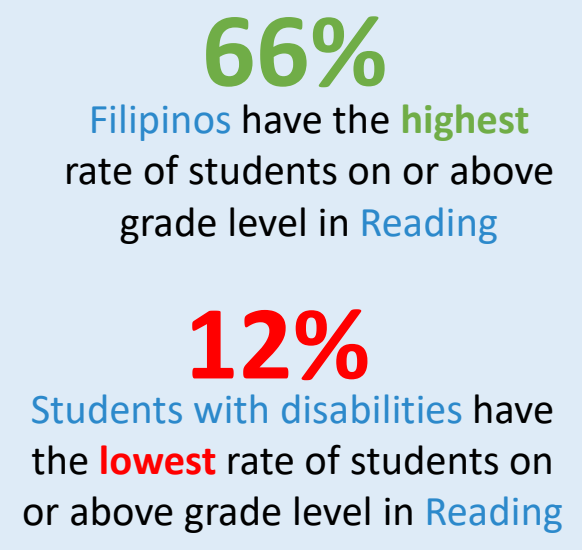 66%
Filipinos have the highest
rate of students on or above
grade level in Reading
12%
Students with disabilities have
the lowest rate of students on
or above grade level in Reading